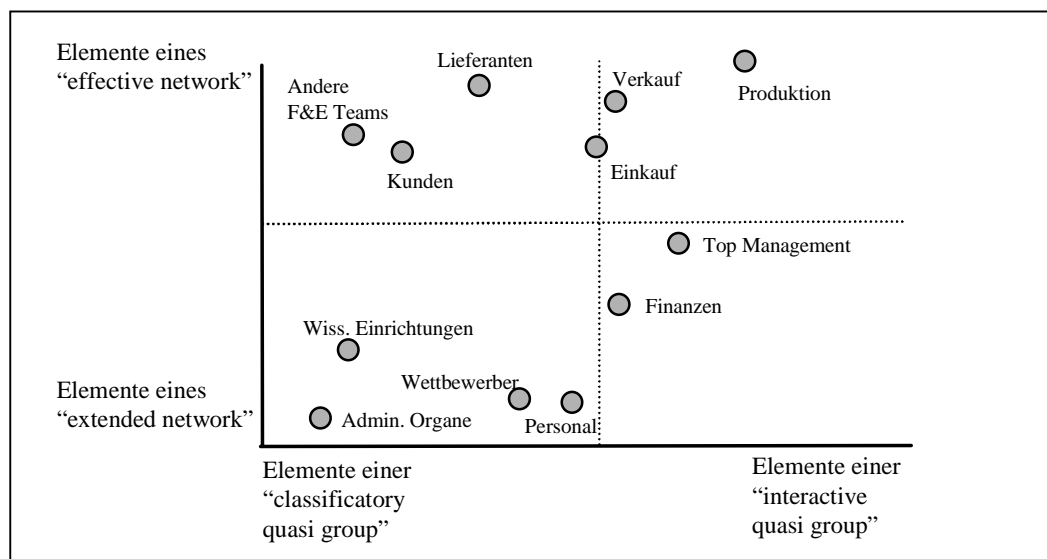 Elemente eines
“effective network”
Lieferanten
Andere
F&E Teams
Kunden
Verkauf
Produktion
Einkauf
Top Management
Finanzen
Wiss. Einrichtungen
Wettbewerber
Elemente eines
“extended network”
Admin. Organe
Personal
Elemente einer
“classificatory
quasi group”
Elemente einer
“interactive
quasi group”